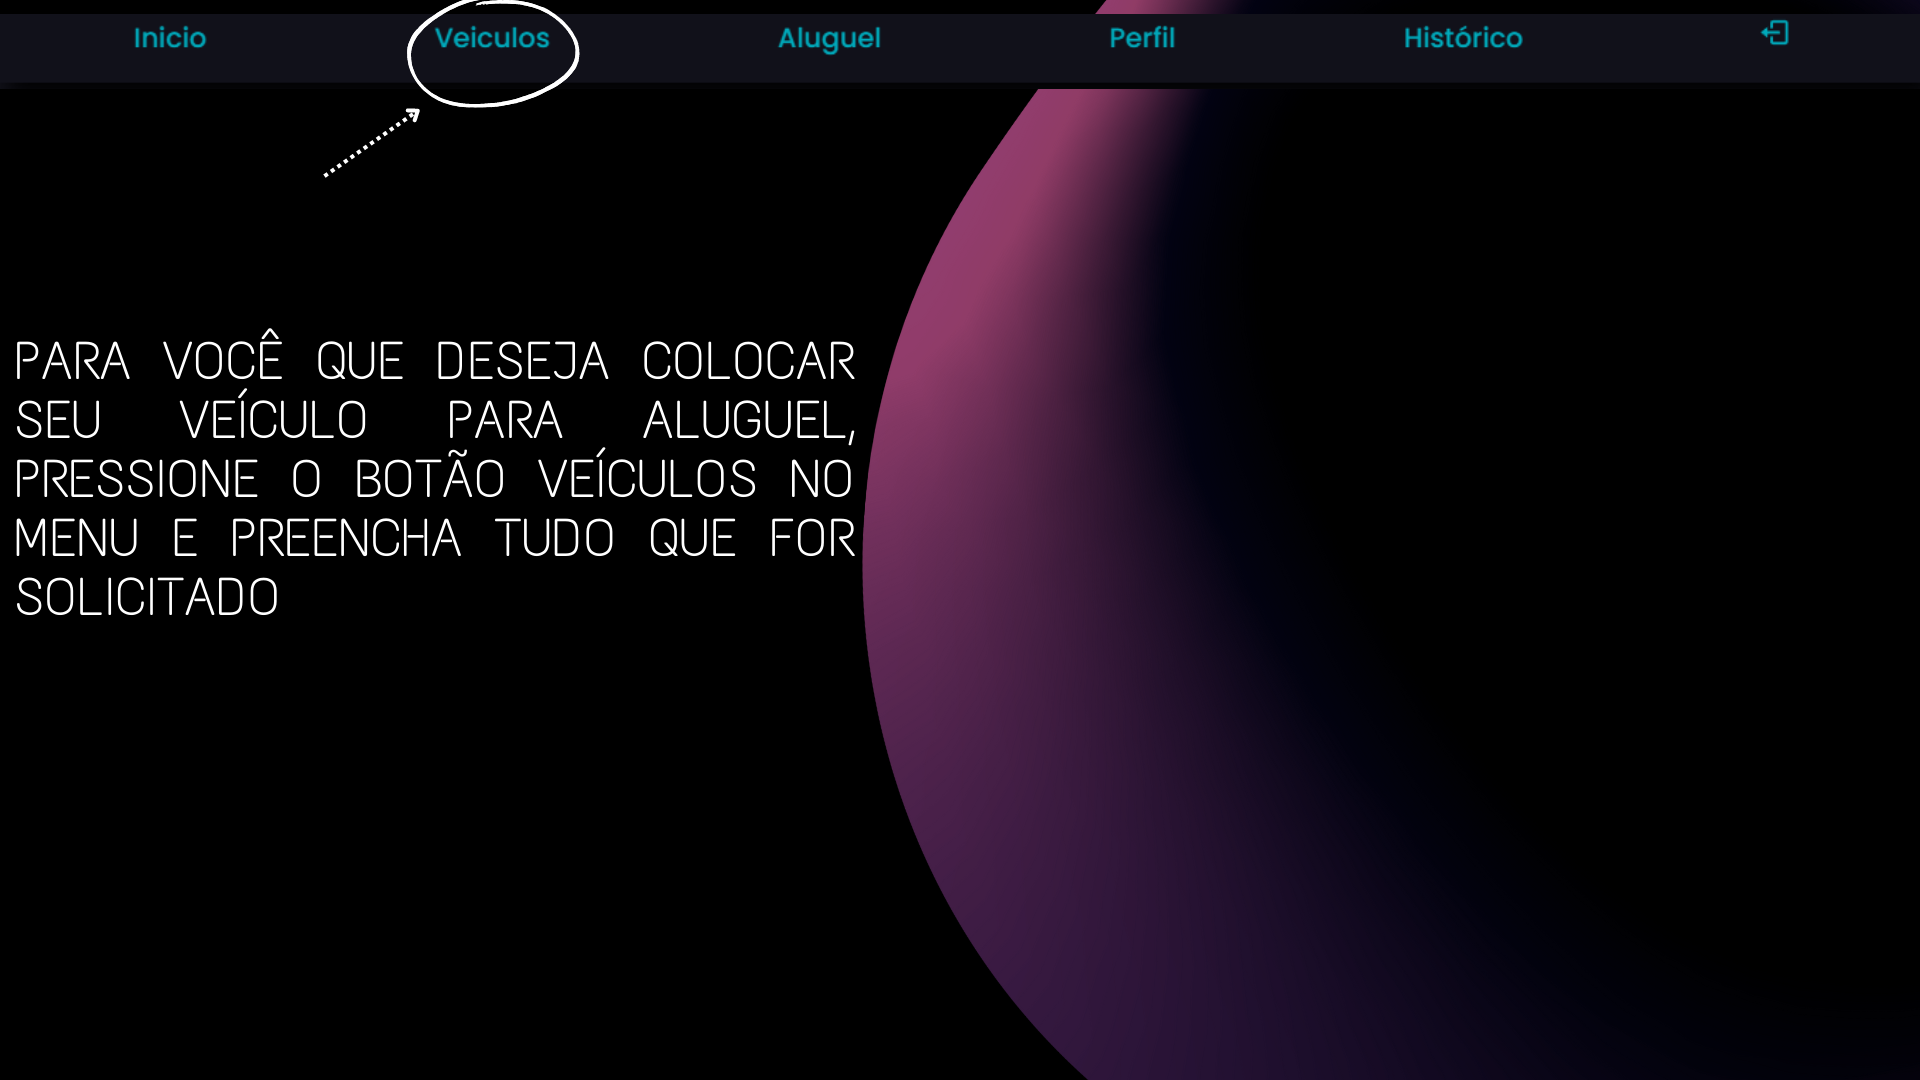 Inicio Veiculos Aluguel Perfil Histórico
PARA VOCÊ QUE DESEJA COLOCAR
SEU VEÍCULO PARA ALUGUEL,
PRESSIONE O BOTÃO VEÍCULOS NO
MENU E PREENCHA TUDO QUE FOR
SOLICITADO